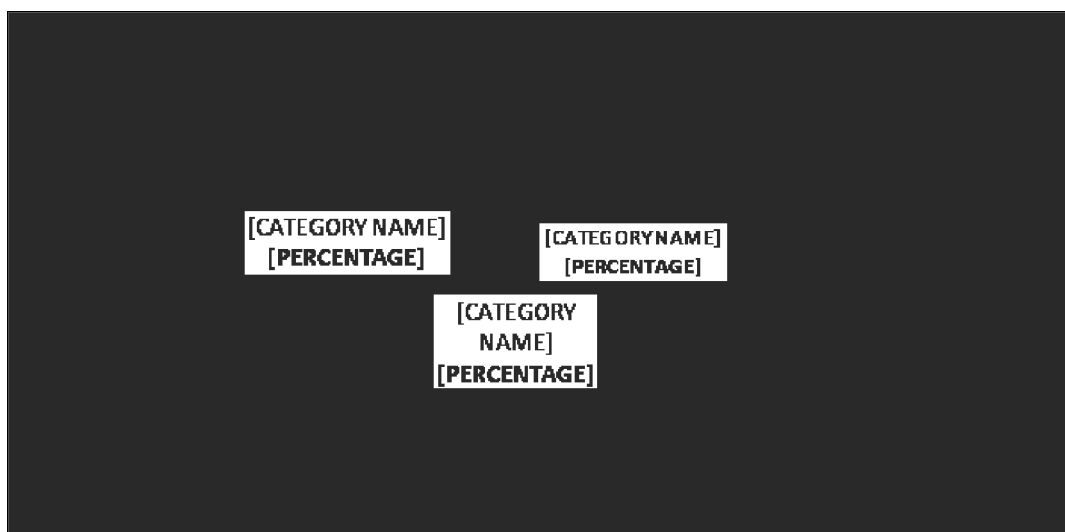 [CATEGORY NAME]
[PERCENTAGE]
[CATEGORY NAME]
[PERCENTAGE]
[CATEGORY
NAME]
[PERCENTAGE]